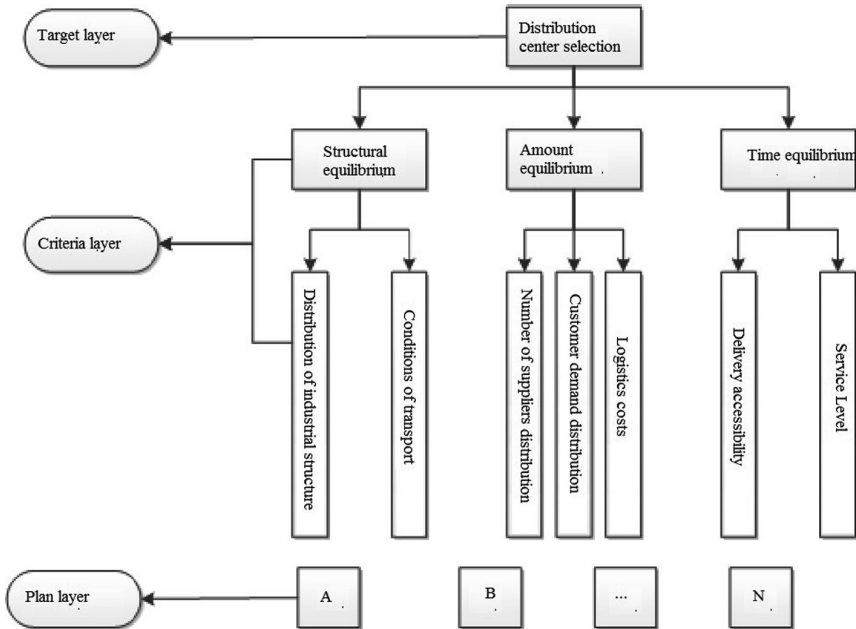 Target layer
Distribution
center selection
Structural
equilibrium
Amount
equilibrium .
Time equilibrium
.
Criteria layer
Distribution of industrial structure
Conditions of transport
Number of suppliers distribution
Customer demand distribution
Logistics costs
Delivery accessibility
Service Level
Plan layer
.
A .
B .
... .
N .